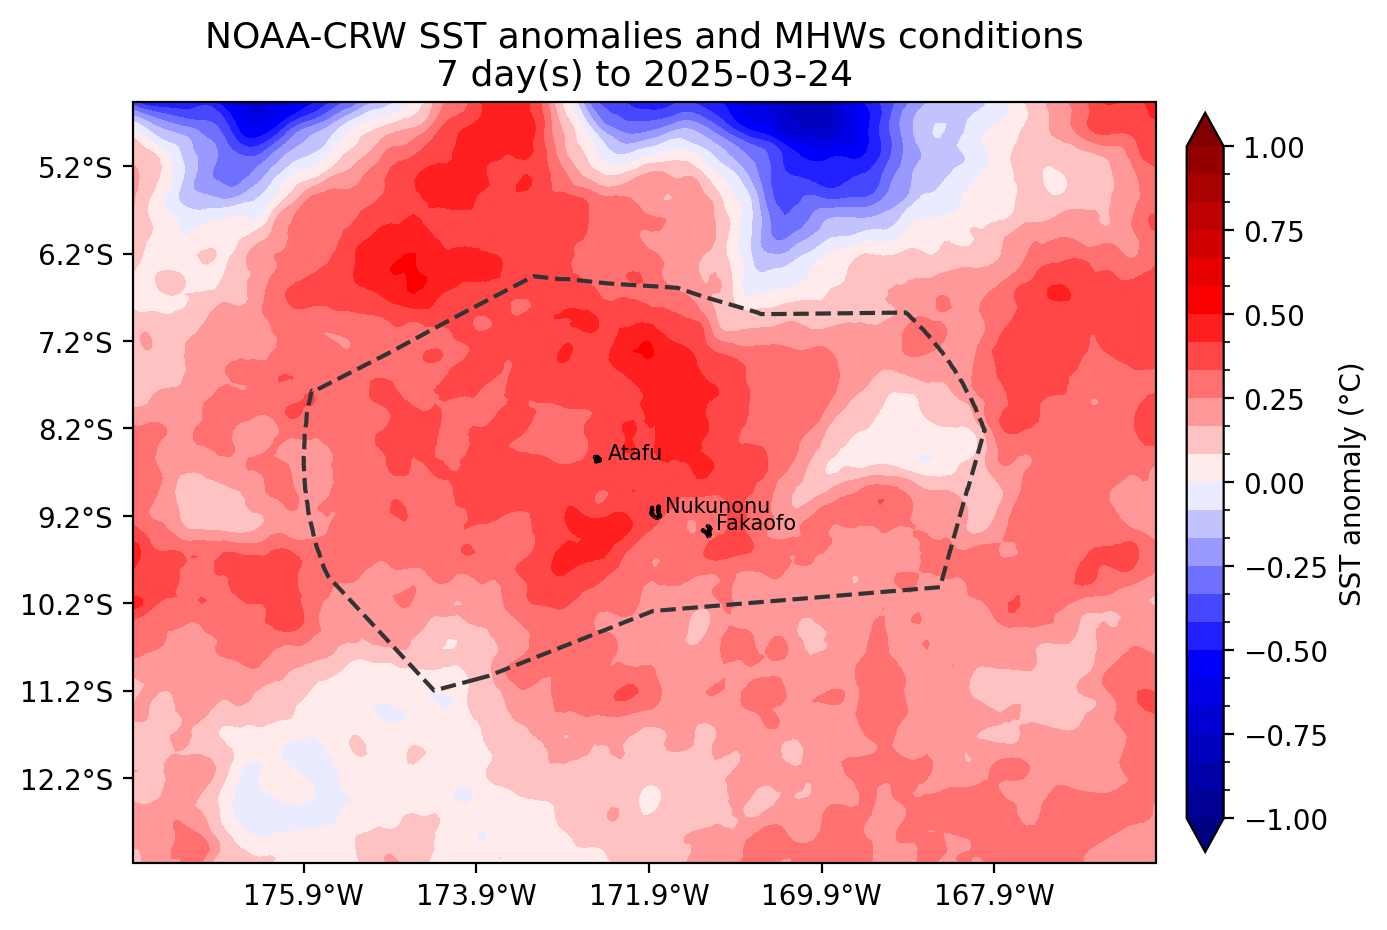 NOAA-CRW SST anomalies and MHWs conditions
7 day(s) to 2025-03-24
5.2°S
6.2°S
7.2°S
8.2°S
9.2°S
10.2°S
11.2°S
12.2°S
Atafu
Nukunonu
Fakaofo
175.9°W
173.9°W
171.9°W
169.9°W
167.9°W
1.00
0.75
0.50
0.25
0.00
−0.25
−0.50
−0.75
−1.00
SST anomaly (°C)